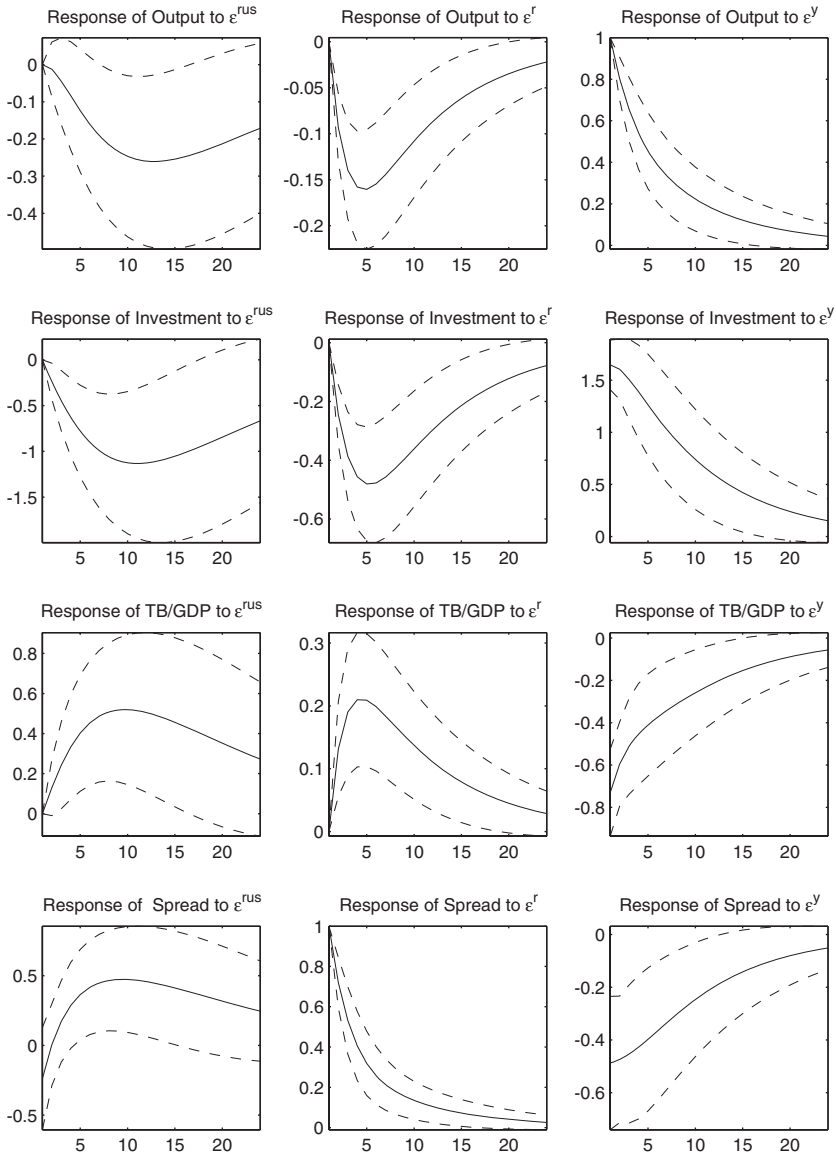 Response of Output to ε^rus
Response of Output to ε^r
Response of Output to ε^y
0
-0.1
-0.2
-0.3
-0.4
5 10 15 20
0
-0.05
-0.1
-0.15
-0.2
5 10 15 20
1
0.8
0.6
0.4
0.2
0
5 10 15 20
Response of Investment to ε^rus
Response of Investment to ε^r
Response of Investment to ε^y
0
-0.5
-1
-1.5
5 10 15 20
0
-0.2
-0.4
-0.6
5 10 15 20
1.5
1
0.5
0
5 10 15 20
Response of TB/GDP to ε^rus
Response of TB/GDP to ε^r
Response of TB/GDP to ε^y
0.8
0.6
0.4
0.2
0
5 10 15 20
0.3
0.2
0.1
0
5 10 15 20
0
-0.2
-0.4
-0.6
-0.8
5 10 15 20
Response of Spread to ε^rus
Response of Spread to ε^r
Response of Spread to ε^y
0.5
0
-0.5
5 10 15 20
1
0.8
0.6
0.4
0.2
0
5 10 15 20
0
-0.2
-0.4
-0.6
5 10 15 20